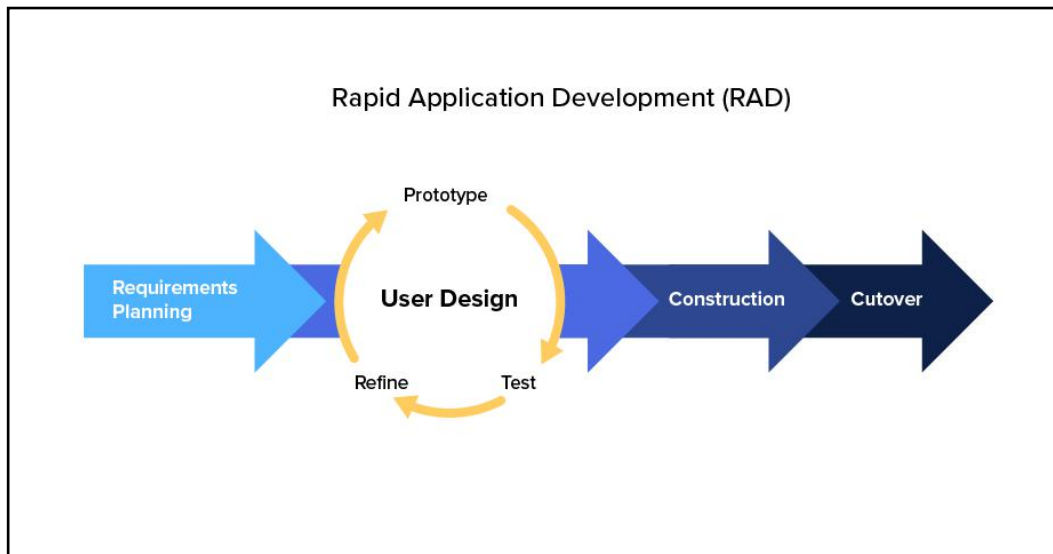 Rapid Application Development (RAD)
Prototype
Requirements
Planning
User Design
Construction
Cutover
Refine
Test